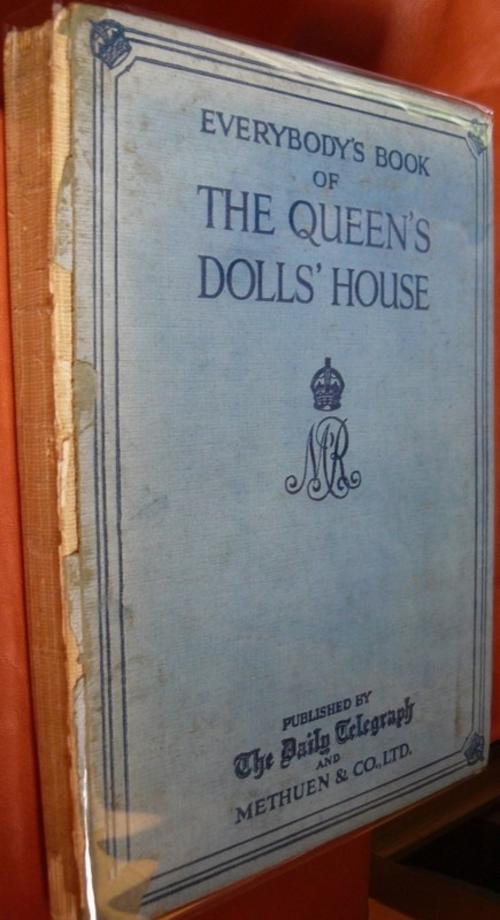 EVERYBODY'S BOOK
OF
THE QUEEN'S
DOLLS' HOUSE
MR
PUBLISHED BY
The Daily Telegraph
AND
METHUEN & CO., LTD.